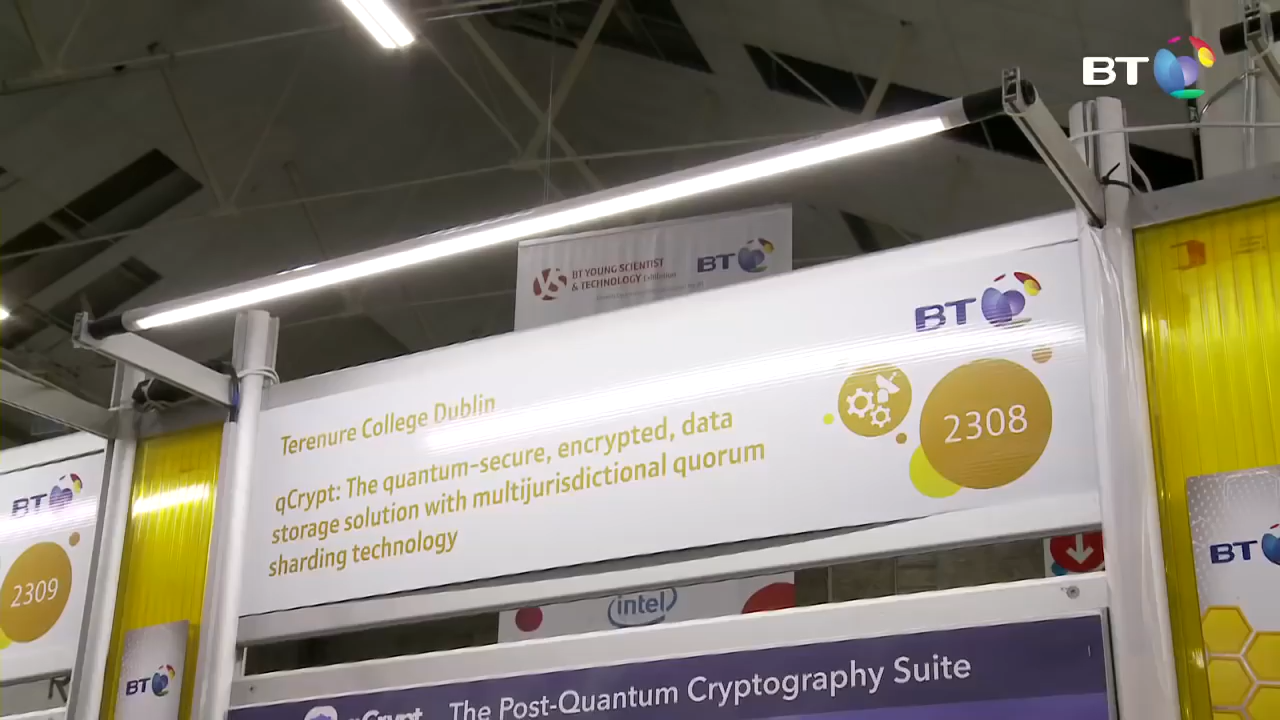 BT
BT YOUNG SCIENTIST
& TECHNOLOGY Exhibition
BT
BT
Terenure College Dublin
2308
qCrypt: The quantum-secure, encrypted, data
storage solution with multijurisdictional quorum
sharding technology
BT
2309
BT
BT
intel
qCrypt The Post-Quantum Cryptography Suite